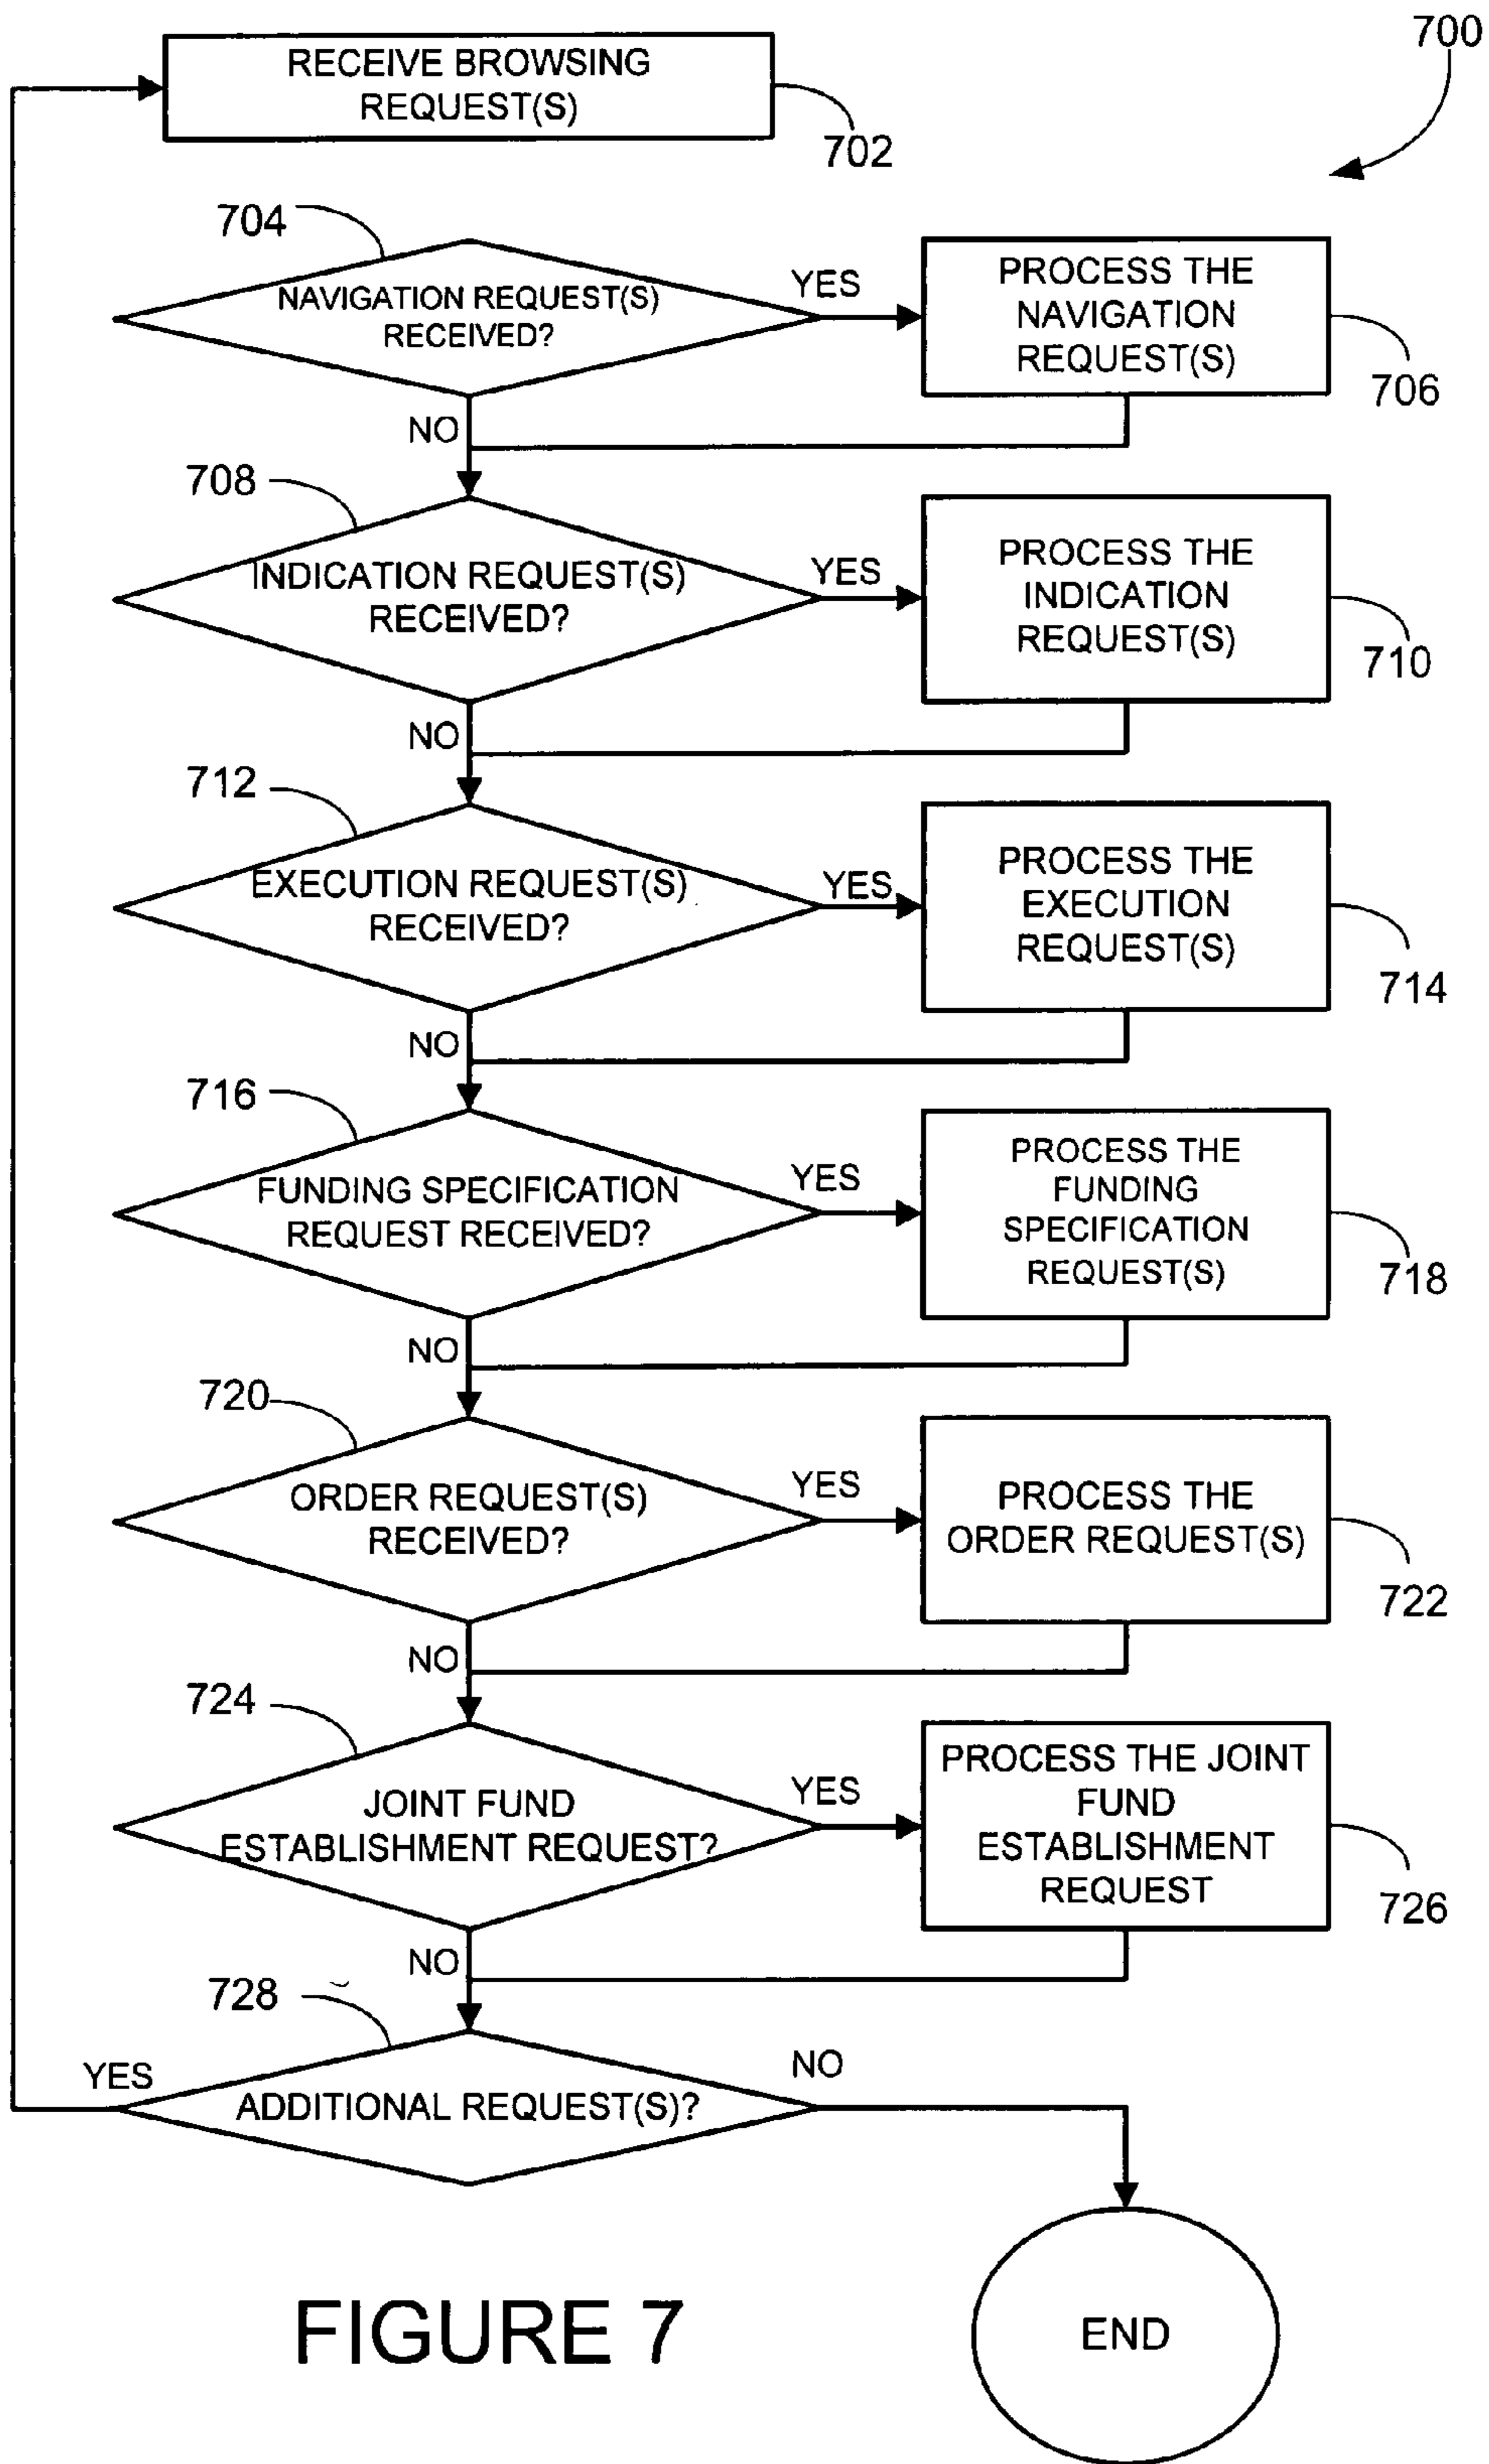 700
RECEIVE BROWSING
REQUEST(S)
702
704
NAVIGATION REQUEST(S)
RECEIVED?
YES
PROCESS THE
NAVIGATION
REQUEST(S)
706
NO
708
INDICATION REQUEST(S)
RECEIVED?
YES
PROCESS THE
INDICATION
REQUEST(S)
710
NO
712
EXECUTION REQUEST(S)
RECEIVED?
YES
PROCESS THE
EXECUTION
REQUEST(S)
714
NO
716
FUNDING SPECIFICATION
REQUEST RECEIVED?
YES
PROCESS THE
FUNDING
SPECIFICATION
REQUEST(S)
718
NO
720
ORDER REQUEST(S)
RECEIVED?
YES
PROCESS THE
ORDER REQUEST(S)
722
NO
724
JOINT FUND
ESTABLISHMENT REQUEST?
YES
PROCESS THE JOINT
FUND
ESTABLISHMENT
REQUEST
726
NO
728
YES
ADDITIONAL REQUEST(S)?
NO
END
FIGURE 7